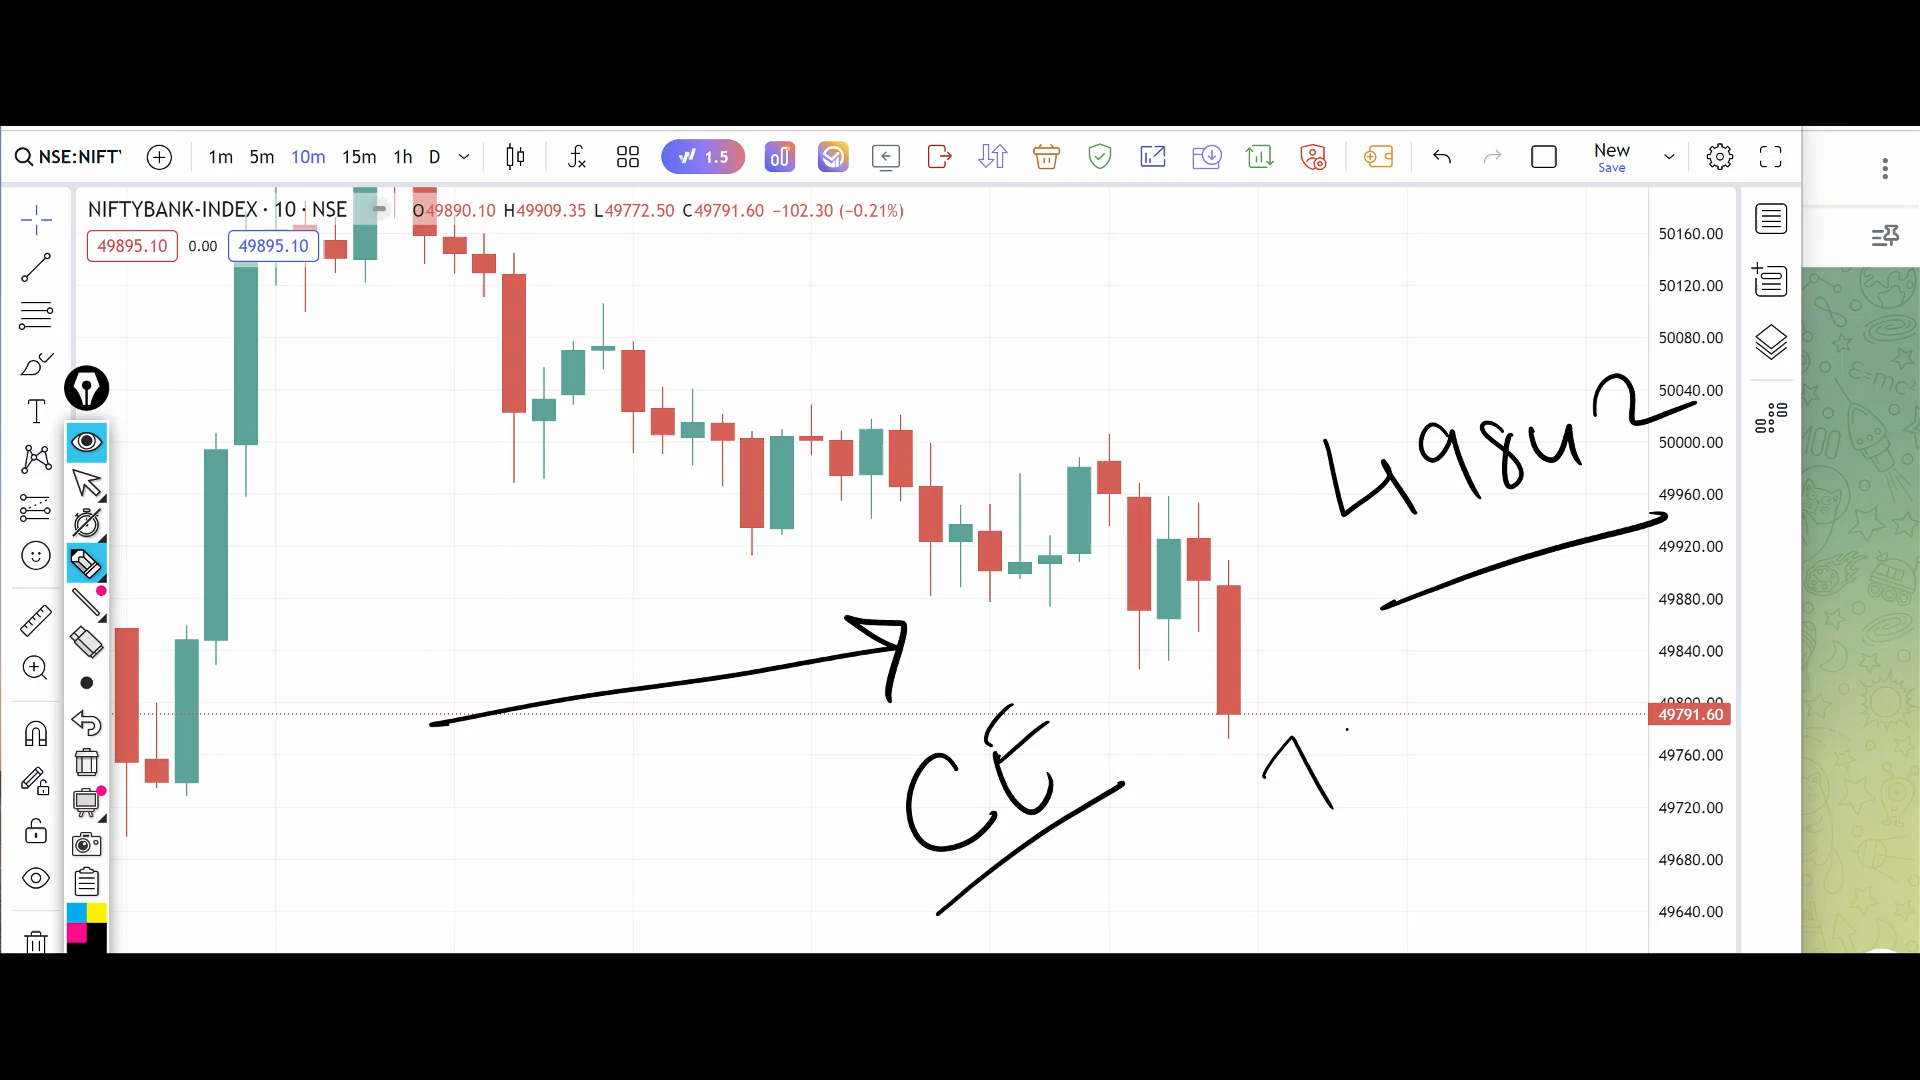 NSE:NIFTY
1m 5m 10m 15m 1h D
1.5
New
Save
NIFTYBANK-INDEX · 10 · NSE
O49890.10 H49909.35 L49772.50 C49791.60 −102.30 (−0.21%)
49895.10 0.00 49895.10
50160.00
50120.00
50080.00
50040.00
50000.00
49960.00
49920.00
49880.00
49840.00
49800.00
49791.60
49760.00
49720.00
49680.00
49640.00
CE